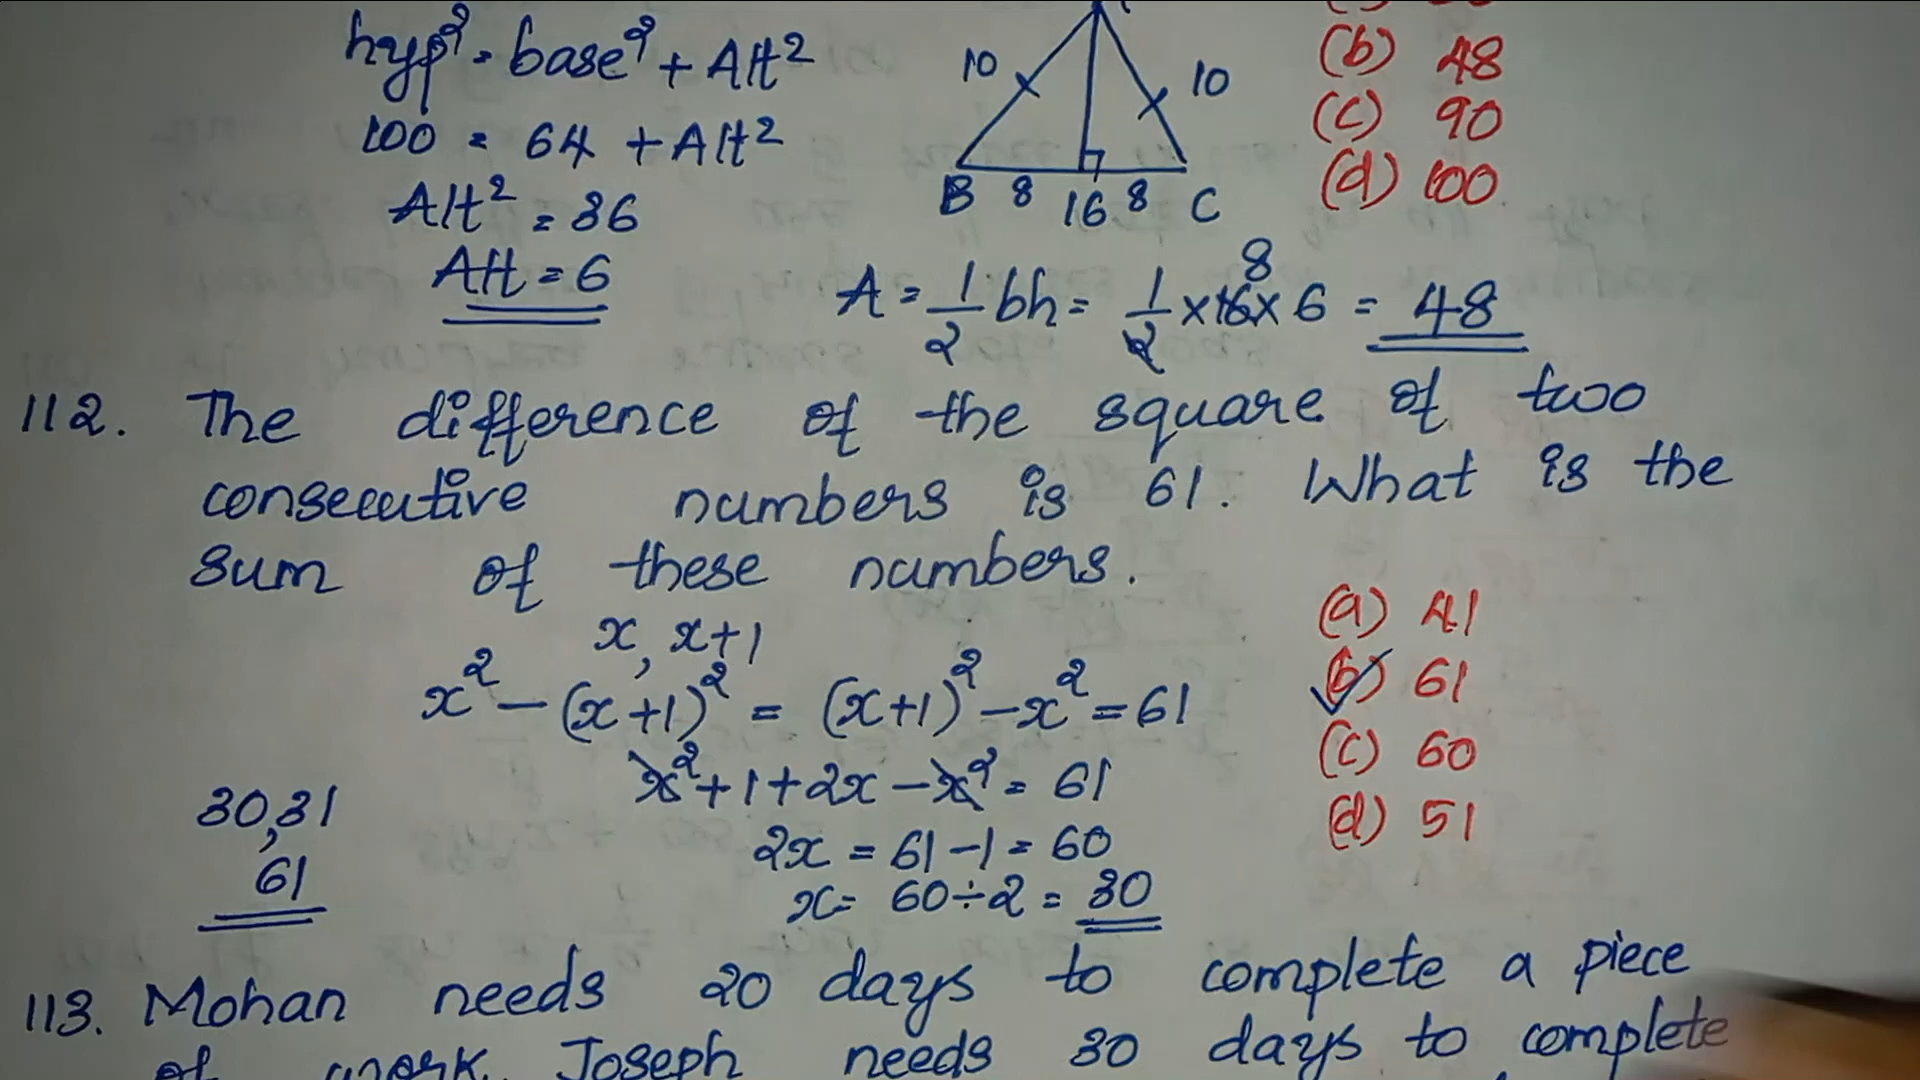 hyp² = base² + Alt²
100 = 64 + Alt²
Alt² = 36
Alt = 6
10
10
B 8 16 8 C
(b) 48
(c) 90
(d) 100
A = 1/2 bh = 1/2 × 16 × 6 = 48
8
112. The difference of the square of two
consecutive numbers is 61. What is the
sum of these numbers.
x, x+1
x² – (x+1)² = (x+1)² – x² = 61
x² + 1 + 2x – x² = 61
2x = 61 – 1 = 60
x = 60 ÷ 2 = 30
30, 31
61
(a) 41
(b) 61
(c) 60
(d) 51
113. Mohan needs 20 days to complete a piece
of work. Joseph needs 30 days to complete